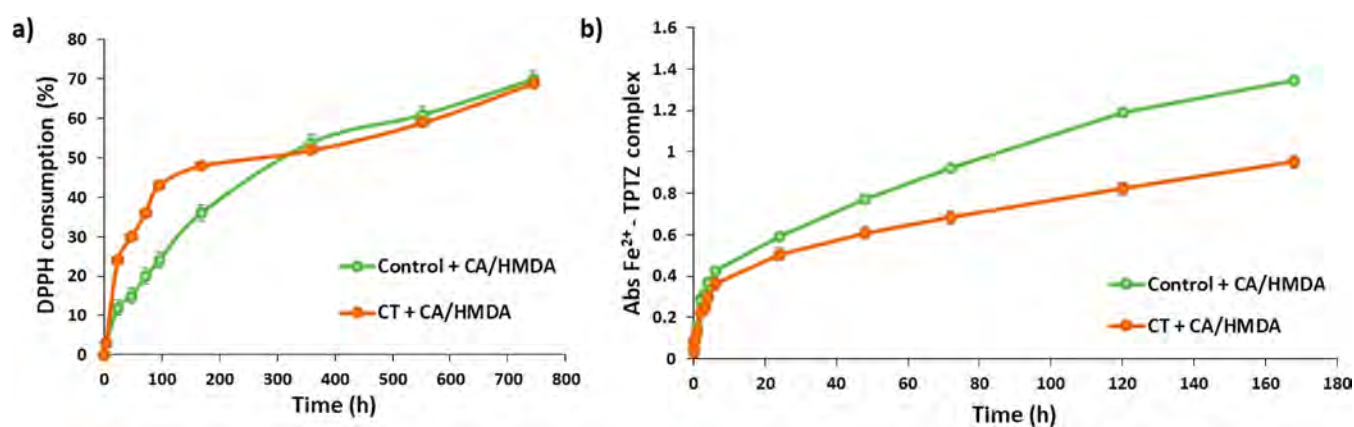 a)
DPPH consumption (%)
80
70
60
50
40
30
20
10
0
0 100 200 300 400 500 600 700 800
Time (h)
Control + CA/HMDA
CT + CA/HMDA
b)
Abs Fe²⁺- TPTZ complex
1.6
1.4
1.2
1
0.8
0.6
0.4
0.2
0
0 20 40 60 80 100 120 140 160 180
Time (h)
Control + CA/HMDA
CT + CA/HMDA